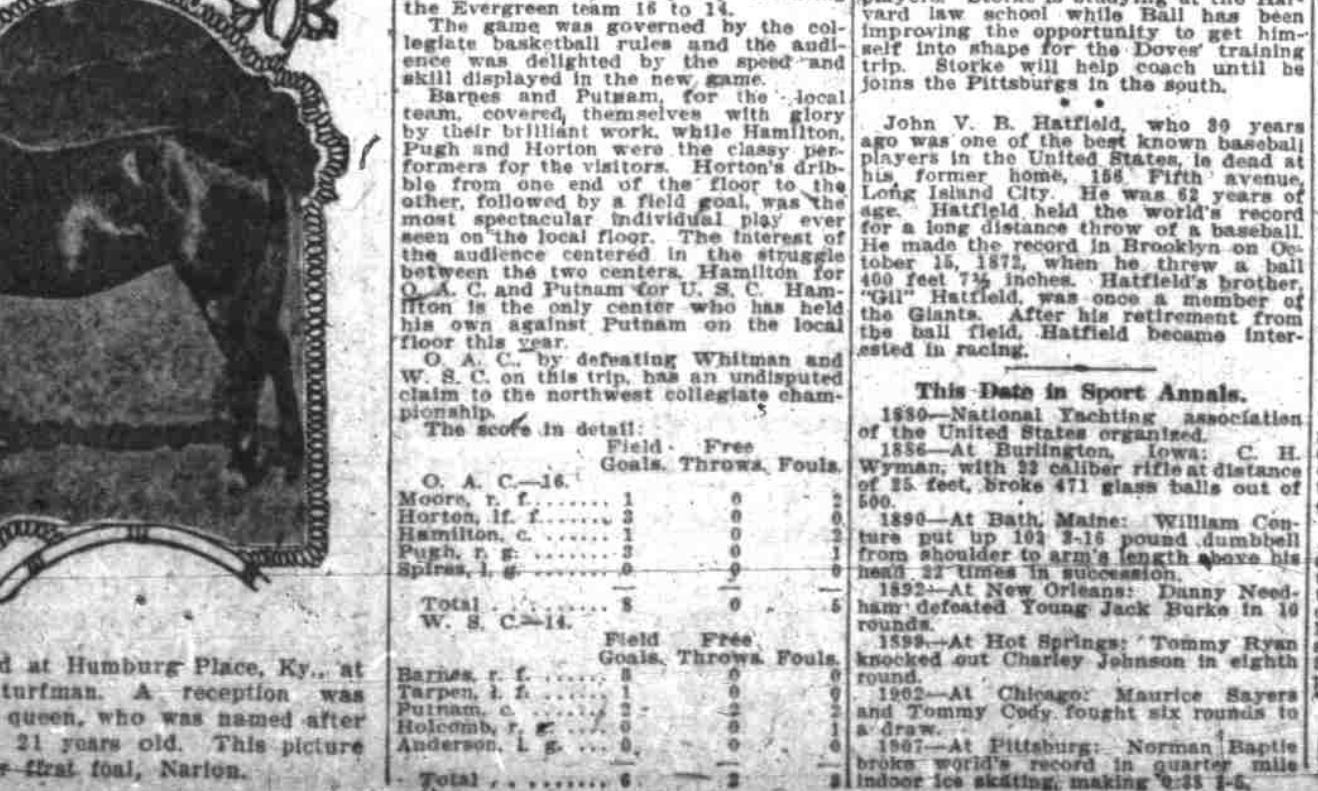 d at Humburg Place, Ky., at
turfman. A reception was
queen, who was named after
21 years old. This picture
first foal, Narion.
the Evergreen team 16 to 14.
The game was governed by the col-
legiate basketball rules and the audi-
ence was delighted by the speed and
skill displayed in the new game.
Barnes and Putnam, for the local
team, covered themselves with glory
by their brilliant work, while Hamilton,
Pugh and Horton were the classy per-
formers for the visitors. Horton's drib-
ble from one end of the floor to the
other, followed by a field goal, was the
most spectacular individual play ever
seen on the local floor. The interest of
the audience centered in the struggle
between the two centers, Hamilton for
O. A. C. and Putnam for U. S. C. Ham-
ilton is the only center who has held
his own against Putnam on the local
floor this year.
O. A. C., by defeating Whitman and
W. S. C. on this trip, has an undisputed
claim to the northwest collegiate cham-
pionship.
The score in detail:
Field Free
Goals. Throws. Fouls.
O. A. C.—16.
Moore, r. f. ....... 1 0 2
Horton, lf. f. ....... 3 0 0
Hamilton, c. ....... 1 0 2
Pugh, r. g. ....... 3 0 1
Spires, l. g. ....... 0 0 0
Total ......... 8 0 5
W. S. C.—14.
Field Free
Goals. Throws. Fouls.
Barnes, r. f. ....... 0 0
Tarpen, l. f. ....... 1 0 0
Putnam, c. ....... 2 2 2
Holcomb, r. g. ....... 0 0 1
Anderson, l. g. ... 0 0 0
Total ......... 6 2
vard law school while Ball has been
improving the opportunity to get him-
self into shape for the Doves' training
trip. Storke will help coach until he
joins the Pittsburgs in the south.
John V. B. Hatfield, who 30 years
ago was one of the best known baseball
players in the United States, is dead at
his former home, 156 Fifth avenue,
Long Island City. He was 62 years of
age. Hatfield held the world's record
for a long distance throw of a baseball.
He made the record in Brooklyn on Oc-
tober 15, 1872, when he threw a ball
400 feet 7½ inches. Hatfield's brother,
"Gil" Hatfield, was once a member of
the Giants. After his retirement from
the ball field, Hatfield became inter-
ested in racing.
This Date in Sport Annals.
1880—National Yachting association
of the United States organized.
1886—At Burlington, Iowa: C. H.
Wyman, with 22 caliber rifle at distance
of 25 feet, broke 471 glass balls out of
500.
1890—At Bath, Maine: William Con-
ture put up 102 3-16 pound dumbbell
from shoulder to arm's length above his
head 22 times in succession.
1892—At New Orleans: Danny Need-
ham defeated Young Jack Burke in 10
rounds.
1899—At Hot Springs: Tommy Ryan
knocked out Charley Johnson in eighth
round.
1902—At Chicago: Maurice Sayers
and Tommy Cody fought six rounds to
a draw.
1907—At Pittsburg: Norman Baptie
broke world's record in quarter mile
indoor ice skating, making 0:38 1-5.